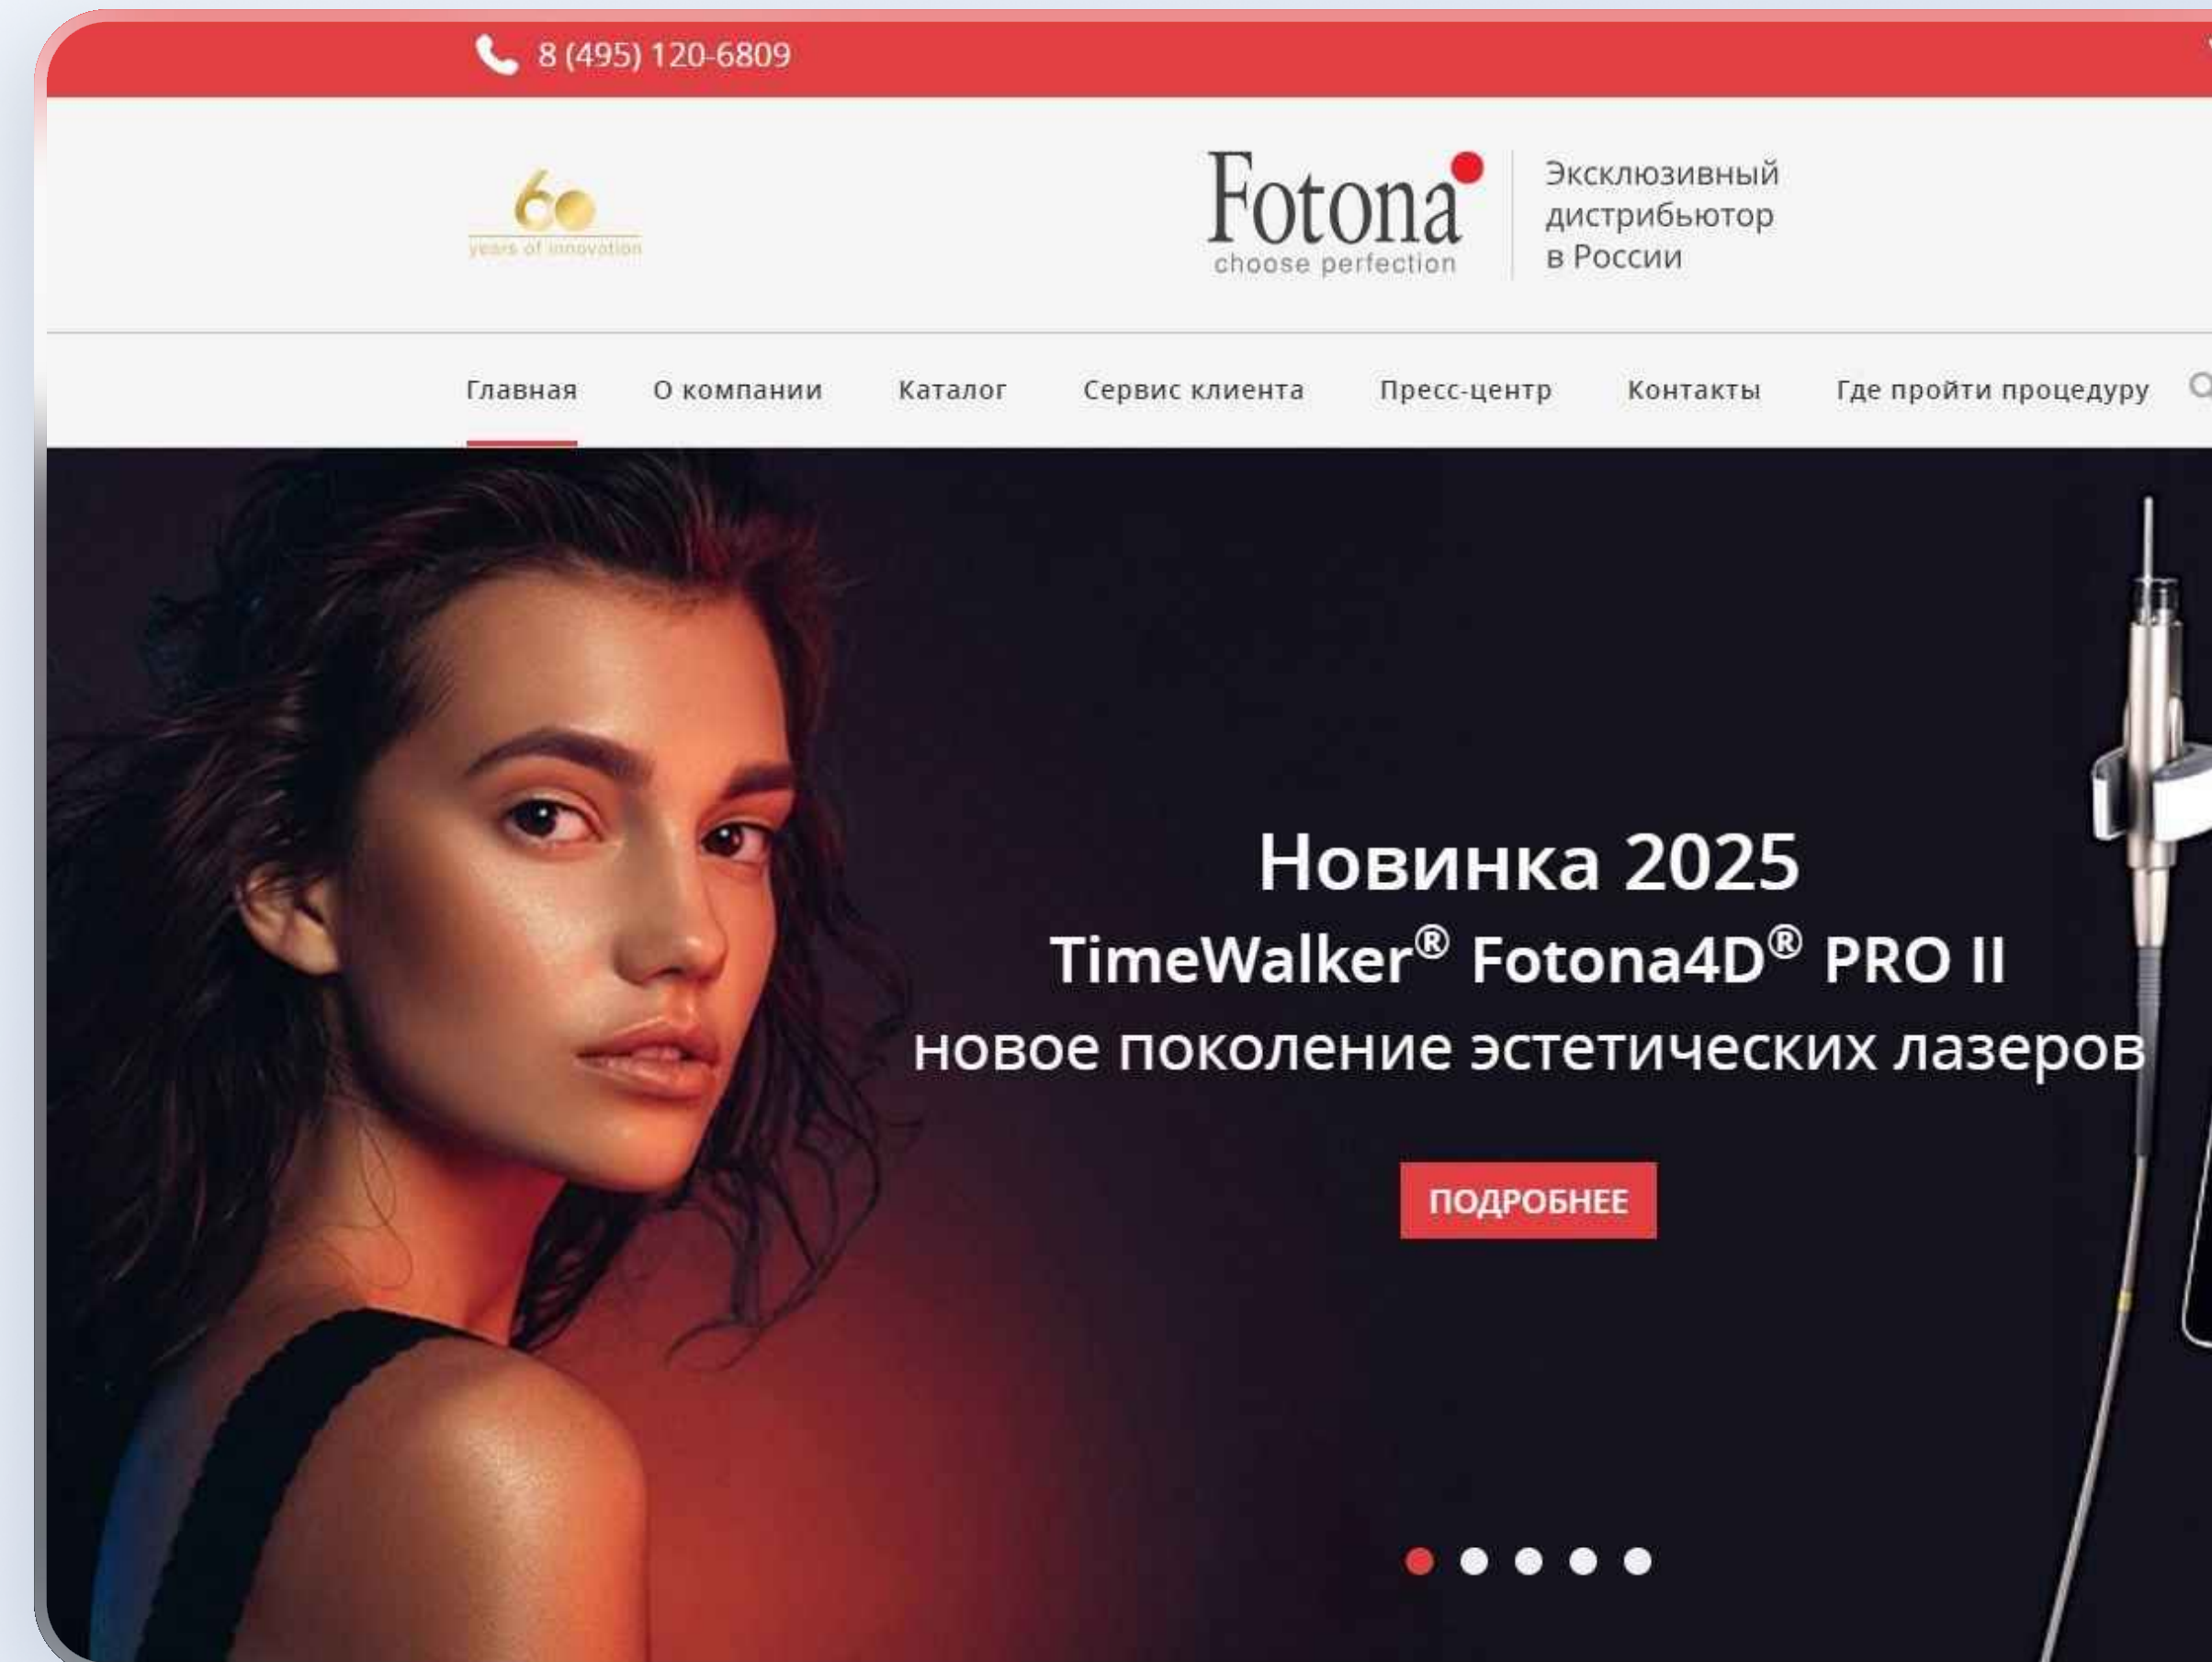 8 (495) 120-6809
60
years of innovation
Fotona
choose perfection
Эксклюзивный
дистрибьютор
в России
Главная О компании Каталог Сервис клиента Пресс-центр Контакты Где пройти процедуру
Новинка 2025
TimeWalker® Fotona4D® PRO II
новое поколение эстетических лазеров
ПОДРОБНЕЕ